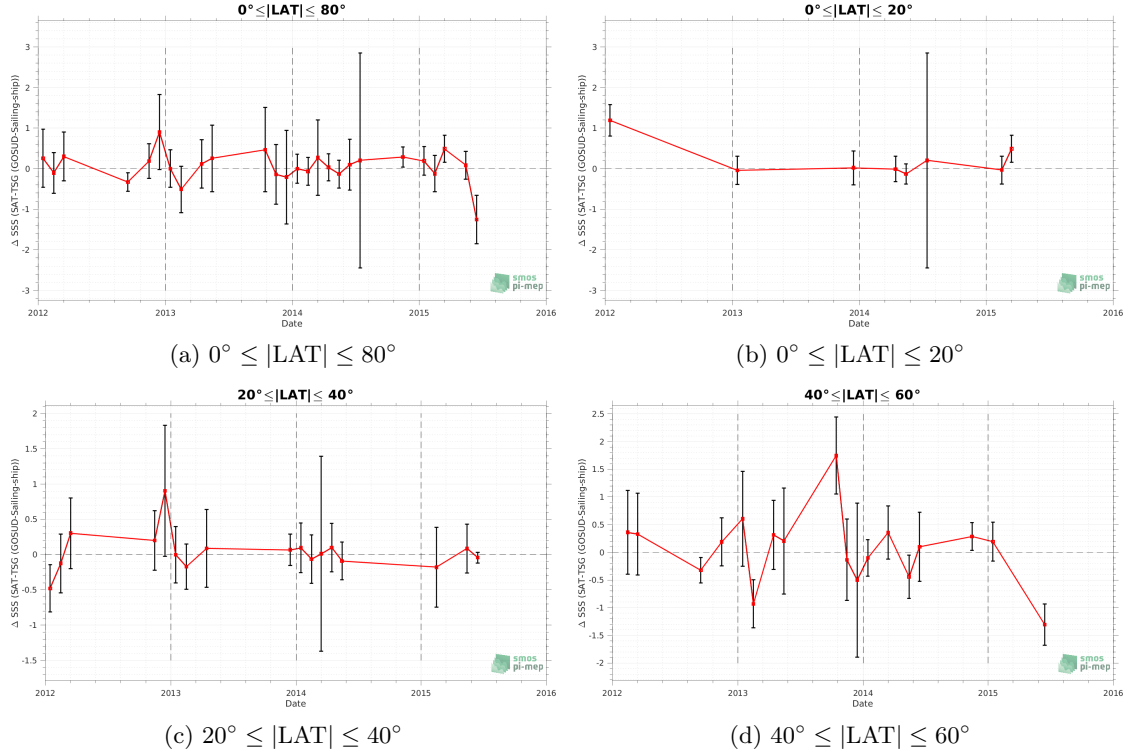 0°≤|LAT|≤ 80°
Δ SSS (SAT-TSG (GOSUD-Sailing-ship))
3
2
1
0
-1
-2
-3
2012
2013
2014
2015
2016
Date
smos
pi-mep
(a) 0° ≤ |LAT| ≤ 80°
0°≤|LAT|≤ 20°
Δ SSS (SAT-TSG (GOSUD-Sailing-ship))
3
2
1
0
-1
-2
-3
2012
2013
2014
2015
2016
Date
smos
pi-mep
(b) 0° ≤ |LAT| ≤ 20°
20°≤|LAT|≤ 40°
Δ SSS (SAT-TSG (GOSUD-Sailing-ship))
2
1.5
1
0.5
0
-0.5
-1
-1.5
2012
2013
2014
2015
2016
Date
smos
pi-mep
(c) 20° ≤ |LAT| ≤ 40°
40°≤|LAT|≤ 60°
Δ SSS (SAT-TSG (GOSUD-Sailing-ship))
2.5
2
1.5
1
0.5
0
-0.5
-1
-1.5
-2
2012
2013
2014
2015
2016
Date
smos
pi-mep
(d) 40° ≤ |LAT| ≤ 60°